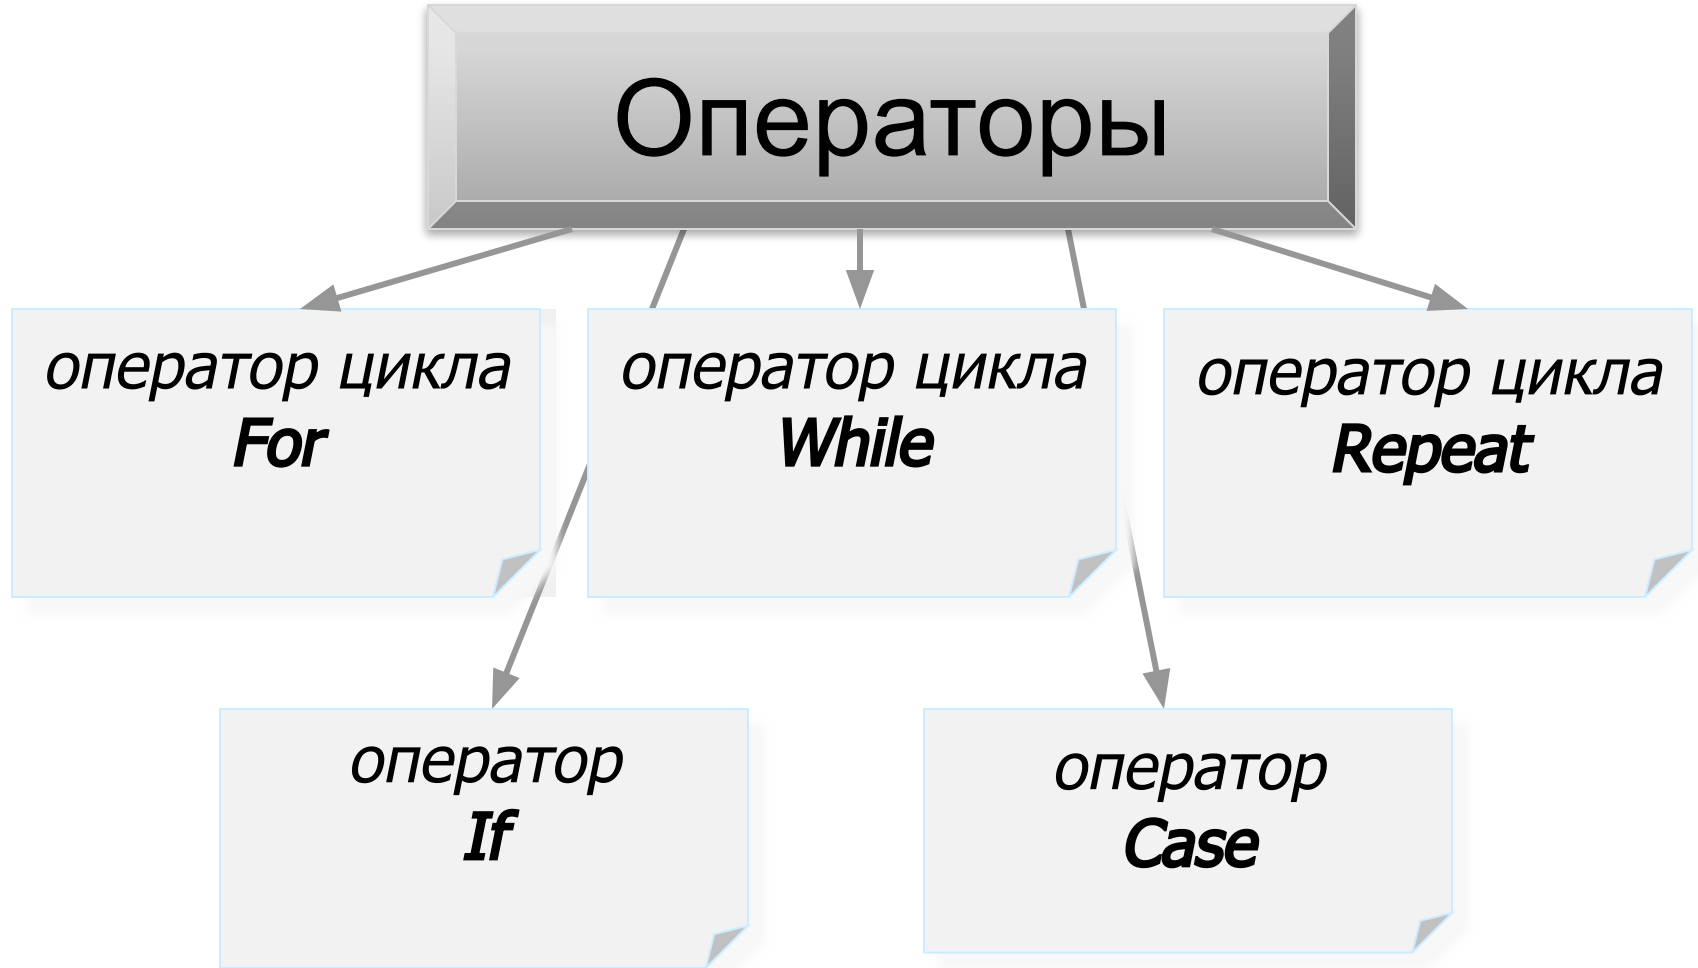 Операторы
оператор цикла
For
оператор цикла
While
оператор цикла
Repeat
оператор
If
оператор
Case